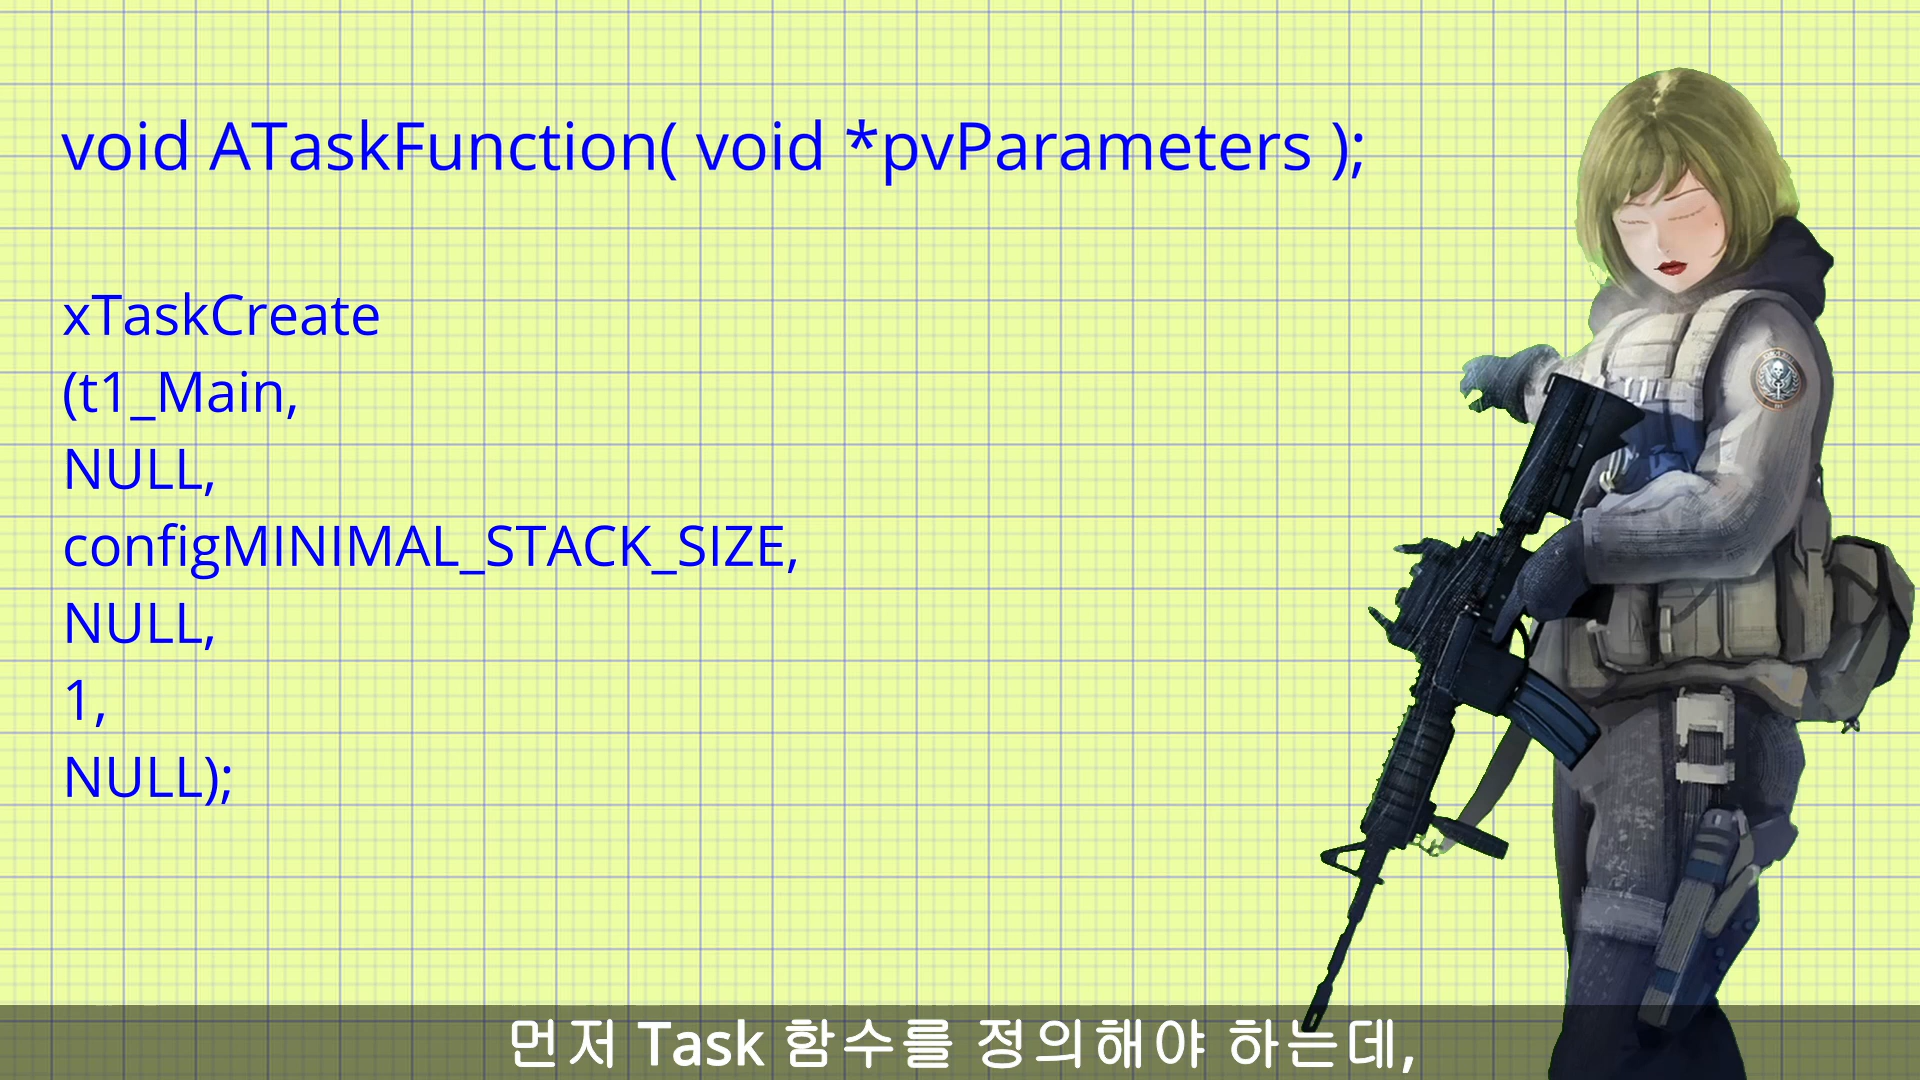 void ATaskFunction( void *pvParameters );
xTaskCreate
(t1_Main,
NULL,
configMINIMAL_STACK_SIZE,
NULL,
1,
NULL);
먼저 Task 함수를 정의해야 하는데,